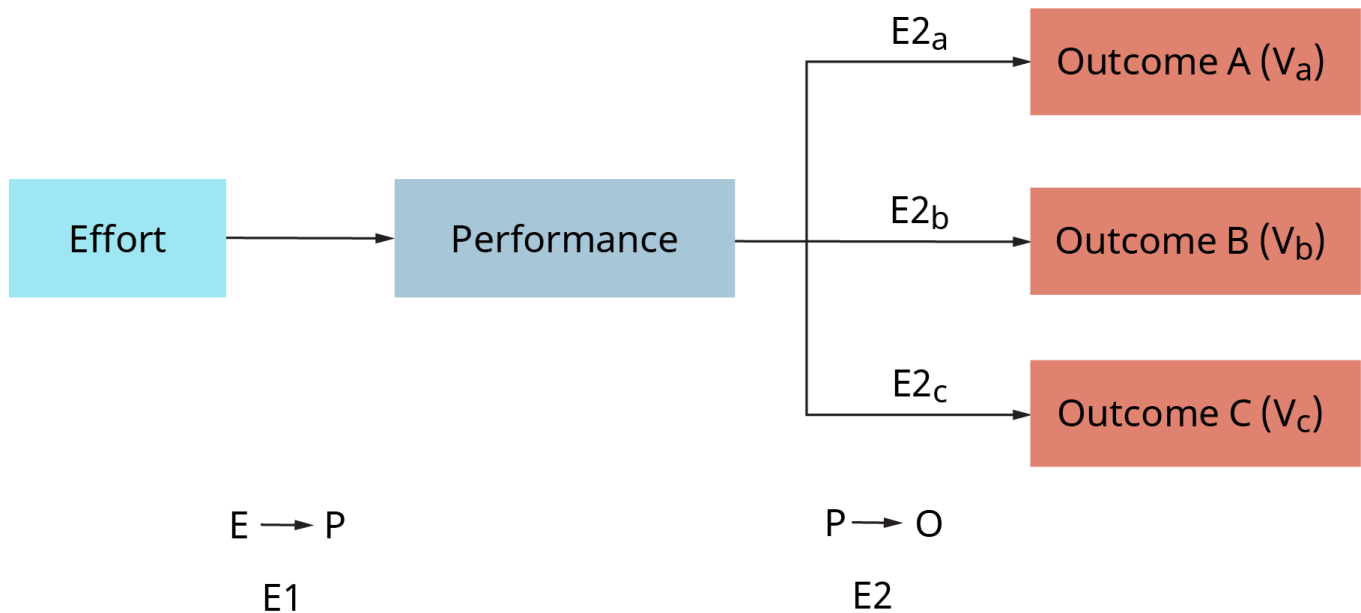 E2a
Outcome A (Va)
Effort
Performance
E2b
Outcome B (Vb)
E2c
Outcome C (Vc)
E → P
P → O
E1
E2